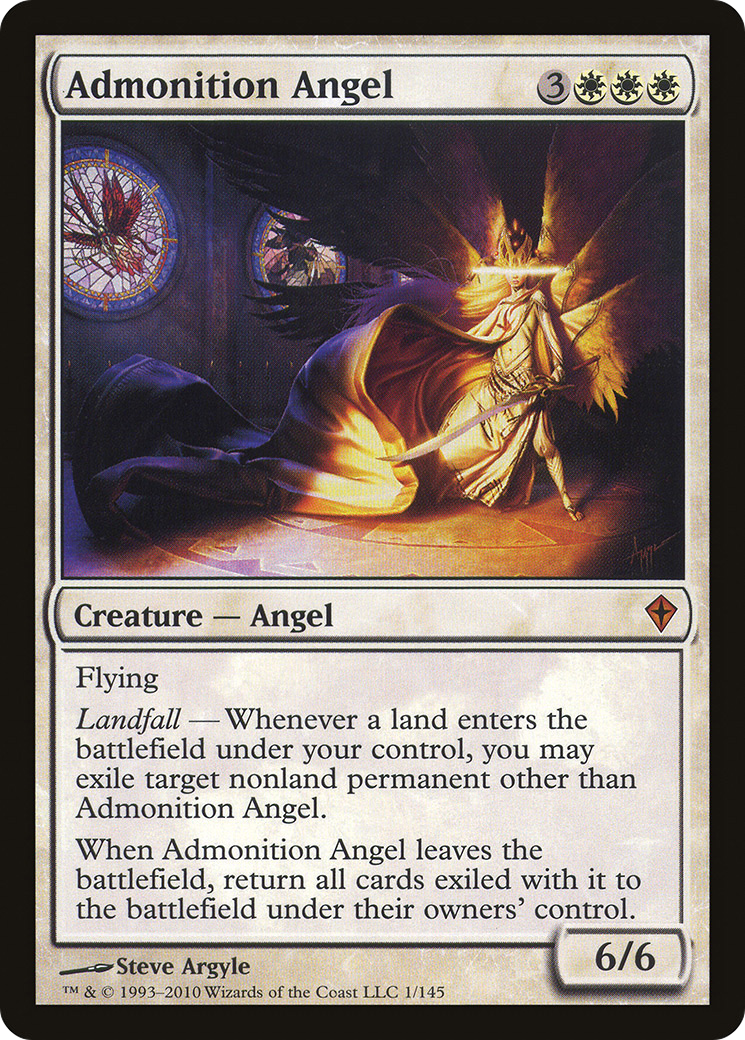 Admonition Angel 3
Creature — Angel
Flying
Landfall — Whenever a land enters the
battlefield under your control, you may
exile target nonland permanent other than
Admonition Angel.
When Admonition Angel leaves the
battlefield, return all cards exiled with it to
the battlefield under their owners' control.
6/6
Steve Argyle
™ & © 1993–2010 Wizards of the Coast LLC 1/145